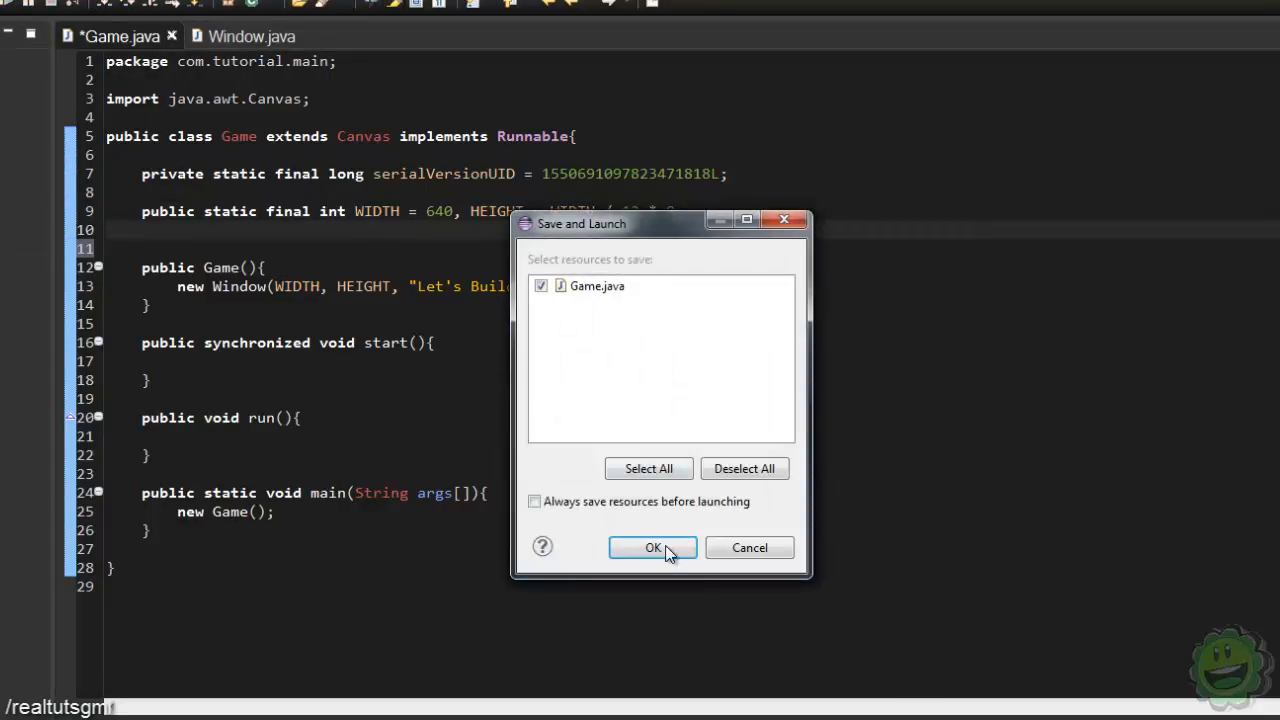 *Game.java
Window.java
1 package com.tutorial.main;
2
3 import java.awt.Canvas;
4
5 public class Game extends Canvas implements Runnable{
6
7 private static final long serialVersionUID = 1550691097823471818L;
8
9 public static final int WIDTH = 640, HEIGHT = WIDTH / 12 * 9;
10
11
12 public Game(){
13 new Window(WIDTH, HEIGHT, "Let's Buil
14 }
15
16 public synchronized void start(){
17
18 }
19
20 public void run(){
21
22 }
23
24 public static void main(String args[]){
25 new Game();
26 }
27
28 }
29
Save and Launch
Select resources to save:
Game.java
Select All
Deselect All
Always save resources before launching
?
OK
Cancel
/realtutsgm